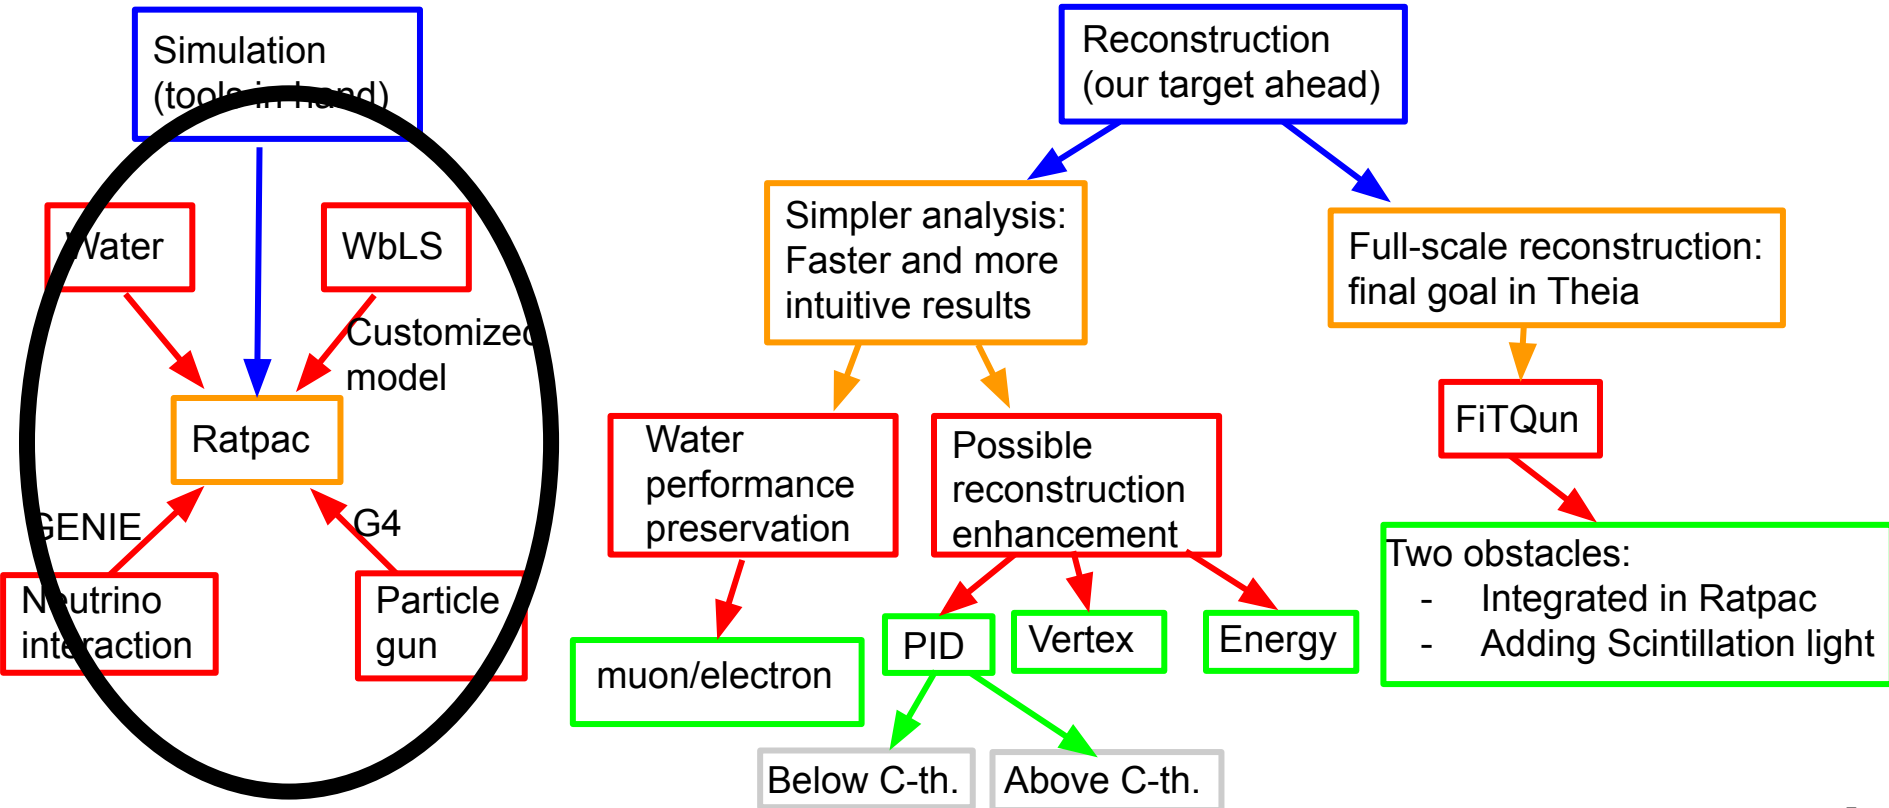 Simulation
(tools in hand)
Water
WbLS
Customized
model
Ratpac
GENIE
G4
Neutrino
interaction
Particle
gun
Reconstruction
(our target ahead)
Simpler analysis:
Faster and more
intuitive results
Full-scale reconstruction:
final goal in Theia
Water
performance
preservation
Possible
reconstruction
enhancement
FiTQun
muon/electron
PID
Vertex
Energy
Two obstacles:
- Integrated in Ratpac
- Adding Scintillation light
Below C-th.
Above C-th.